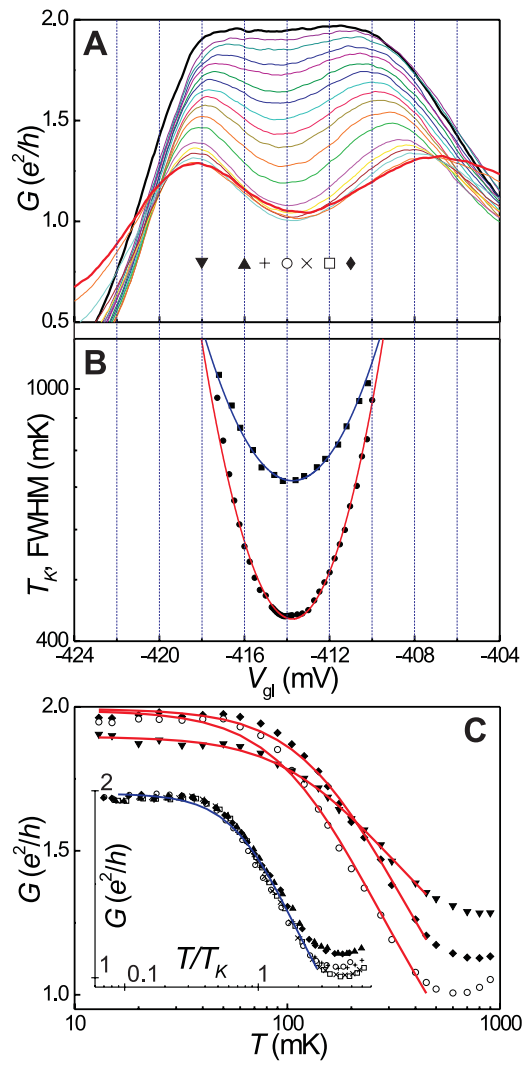 A
G (e²/h)
2.0
1.5
1.0
0.5
B
T_K, FWHM (mK)
1000
400
-424 -420 -416 -412 -408 -404
V_gl (mV)
C
G (e²/h)
2.0
1.5
1.0
G (e²/h)
2
1
0.1 1
T/T_K
10 100 1000
T (mK)